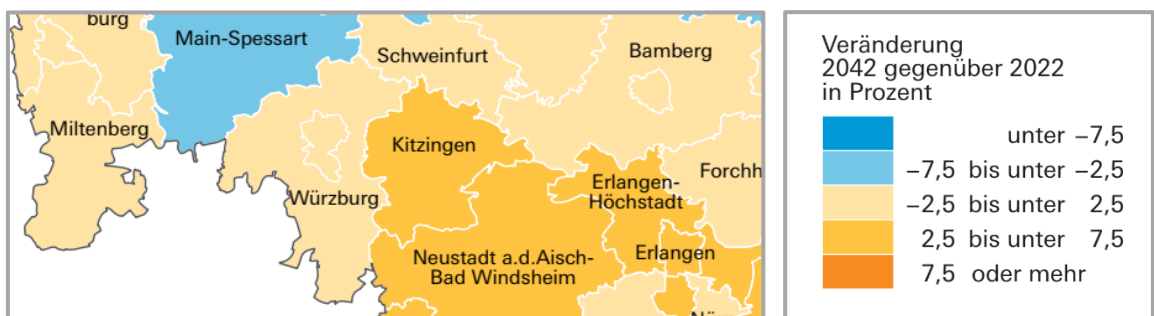 burg
Main-Spessart
Schweinfurt
Bamberg
Miltenberg
Kitzingen
Würzburg
Forchh
Erlangen-
Höchstadt
Neustadt a.d.Aisch-
Bad Windsheim
Erlangen
Veränderung
2042 gegenüber 2022
in Prozent
unter −7,5
−7,5 bis unter −2,5
−2,5 bis unter 2,5
2,5 bis unter 7,5
7,5 oder mehr